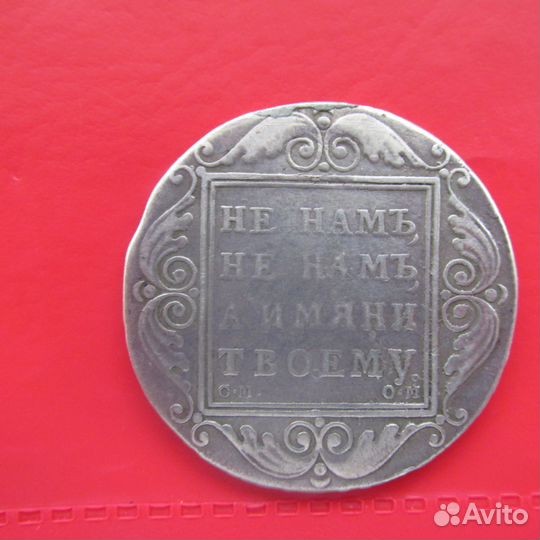 НЕ НАМЪ,
НЕ НАМЪ,
А ИМЯНИ
ТВОЕМУ.
С·М О·М
Avito